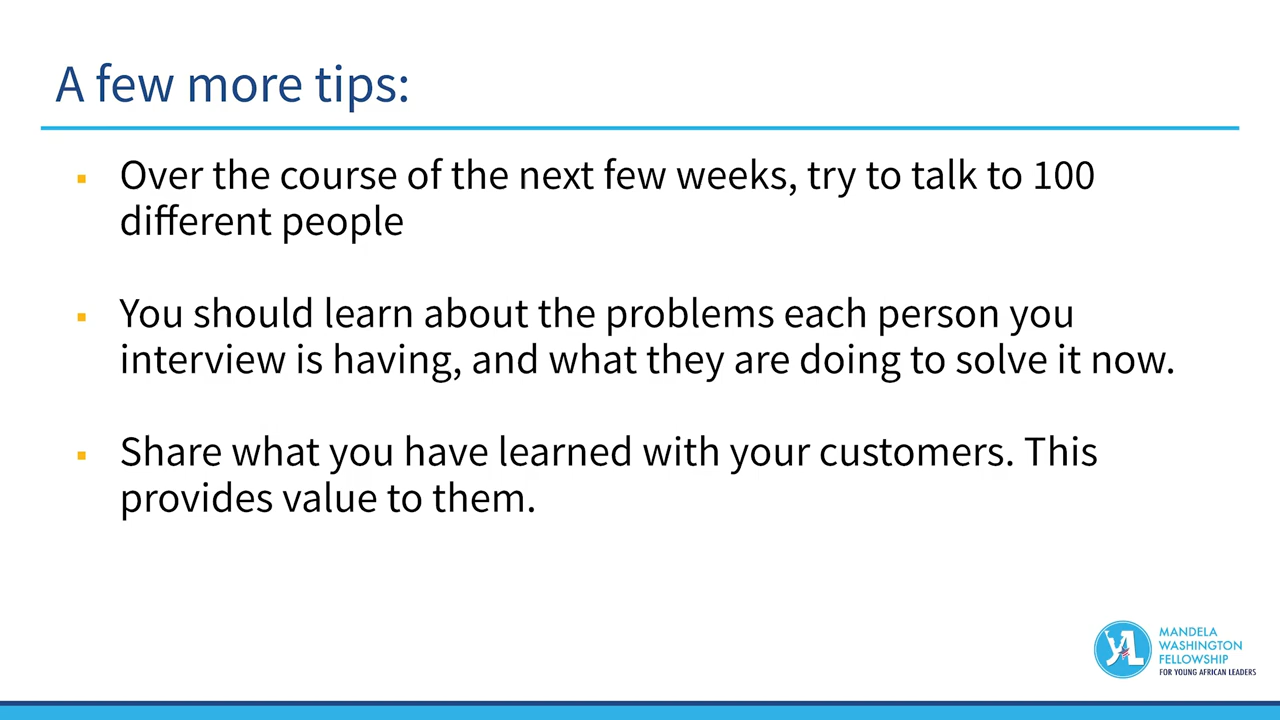 A few more tips:
Over the course of the next few weeks, try to talk to 100
different people
You should learn about the problems each person you
interview is having, and what they are doing to solve it now.
Share what you have learned with your customers. This
provides value to them.
YAL
MANDELA
WASHINGTON
FELLOWSHIP
FOR YOUNG AFRICAN LEADERS